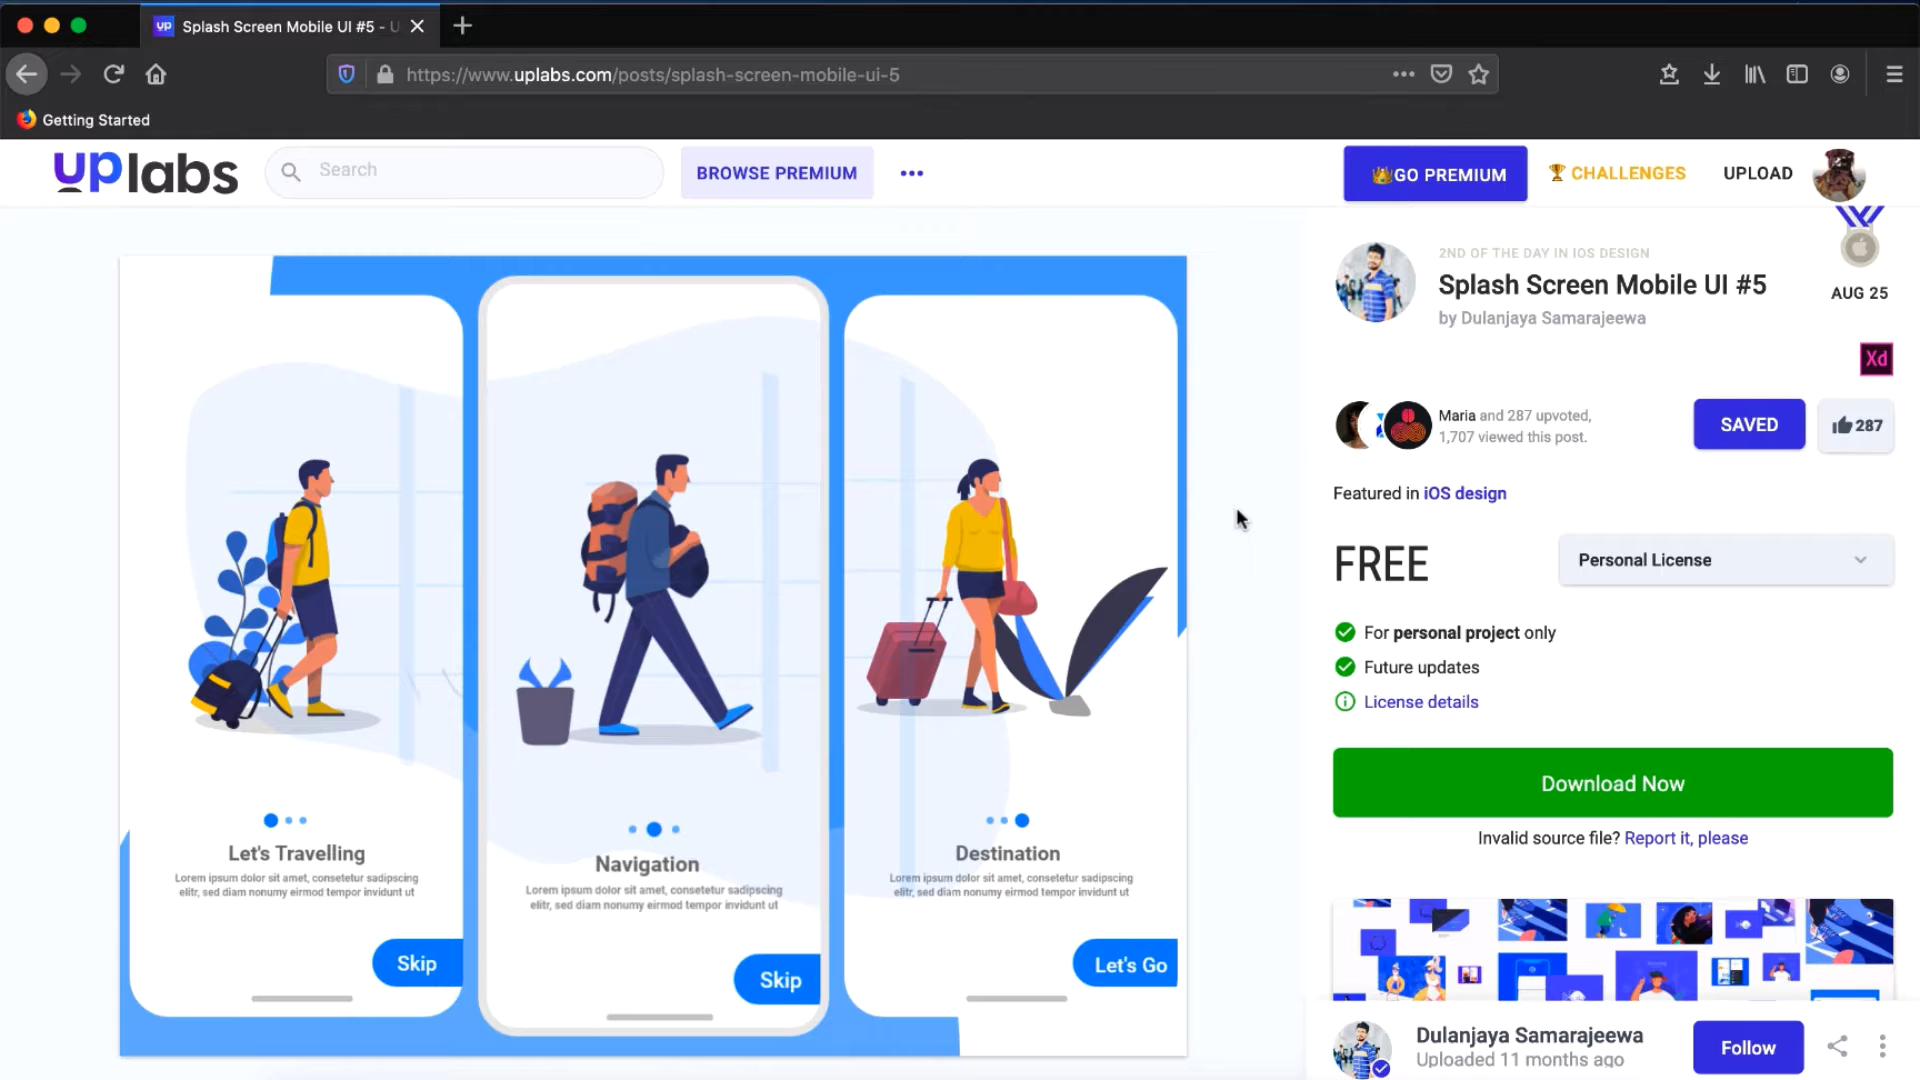 up Splash Screen Mobile UI #5 - U
https://www.uplabs.com/posts/splash-screen-mobile-ui-5
Getting Started
uplabs
Search
BROWSE PREMIUM
GO PREMIUM
CHALLENGES
UPLOAD
2ND OF THE DAY IN IOS DESIGN
Splash Screen Mobile UI #5
by Dulanjaya Samarajeewa
AUG 25
Xd
Maria and 287 upvoted,
1,707 viewed this post.
SAVED
287
Featured in iOS design
FREE
Personal License
For personal project only
Future updates
License details
Download Now
Invalid source file? Report it, please
Let's Travelling
Lorem ipsum dolor sit amet, consetetur sadipscing
elitr, sed diam nonumy eirmod tempor invidunt ut
Skip
Navigation
Lorem ipsum dolor sit amet, consetetur sadipscing
elitr, sed diam nonumy eirmod tempor invidunt ut
Skip
Destination
Lorem ipsum dolor sit amet, consetetur sadipscing
elitr, sed diam nonumy eirmod tempor invidunt ut
Let's Go
Dulanjaya Samarajeewa
Uploaded 11 months ago
Follow